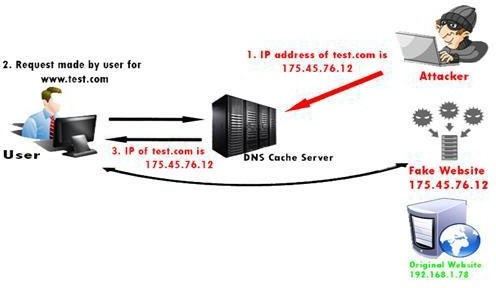 1. IP address of test.com is
175.45.76.12
Attacker
2. Request made by user for
www.test.com
User
3. IP of test.com is
175.45.76.12
DNS Cache Server
Fake Website
175.45.76.12
Original Website
192.168.1.78